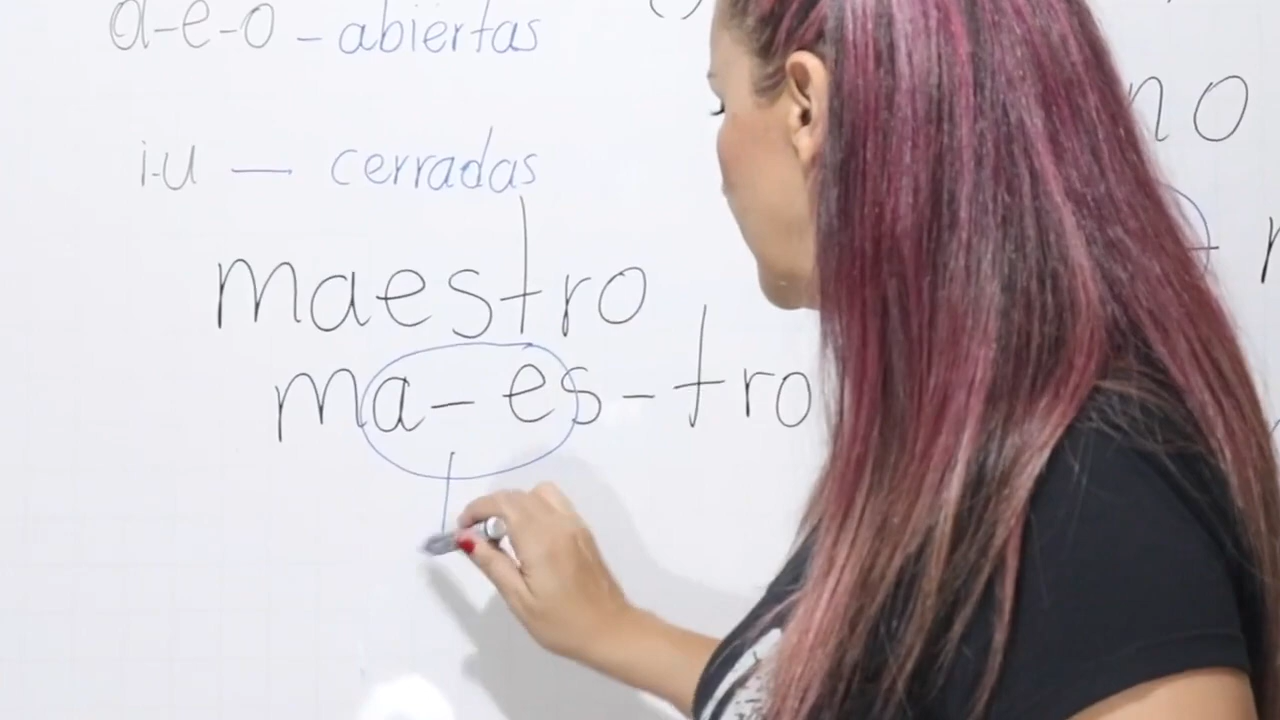 a-e-o - abiertas
i-u — cerradas
maestro
ma-es-tro
no